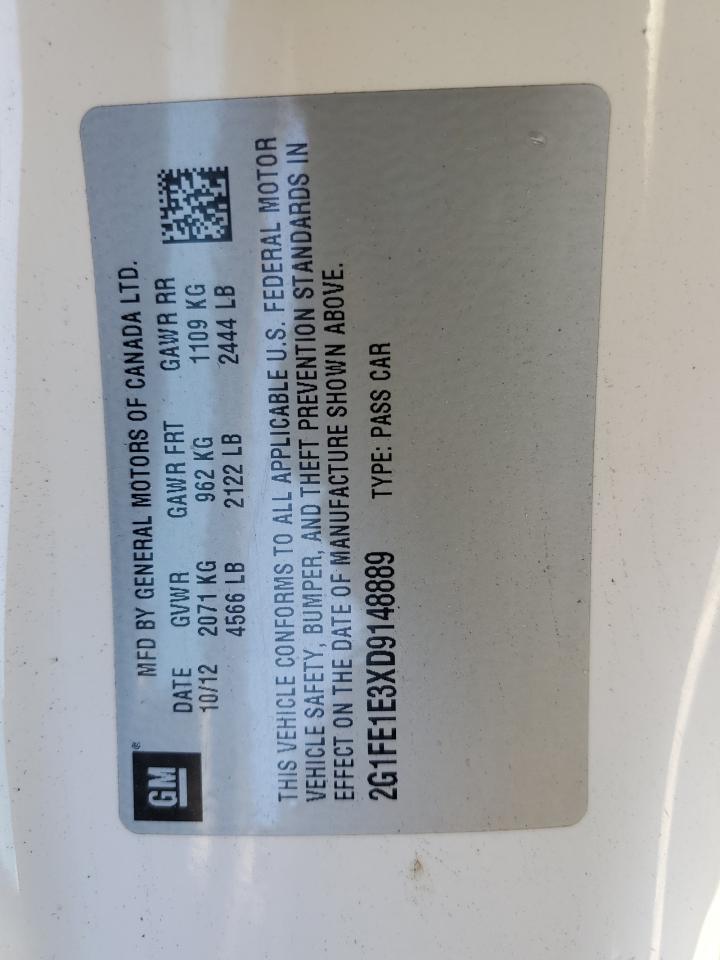 GM®
MFD BY GENERAL MOTORS OF CANADA LTD.
DATE GVWR GAWR FRT GAWR RR
10/12 2071 KG 962 KG 1109 KG
4566 LB 2122 LB 2444 LB
THIS VEHICLE CONFORMS TO ALL APPLICABLE U.S. FEDERAL MOTOR
VEHICLE SAFETY, BUMPER, AND THEFT PREVENTION STANDARDS IN
EFFECT ON THE DATE OF MANUFACTURE SHOWN ABOVE.
2G1FE1E3XD9148889 TYPE: PASS CAR